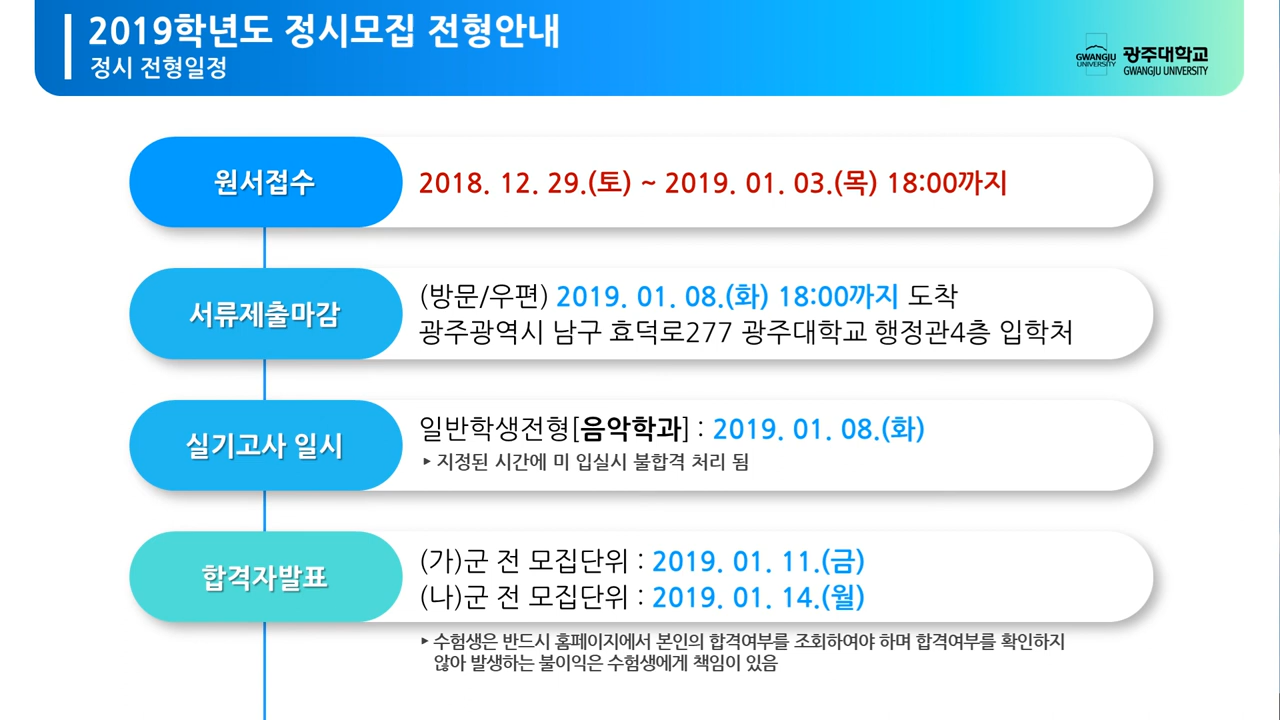 2019학년도 정시모집 전형안내
정시 전형일정
GWANGJU
UNIVERSITY
광주대학교
GWANGJU UNIVERSITY
원서접수
2018. 12. 29.(토) ~ 2019. 01. 03.(목) 18:00까지
서류제출마감
(방문/우편) 2019. 01. 08.(화) 18:00까지 도착
광주광역시 남구 효덕로277 광주대학교 행정관4층 입학처
실기고사 일시
일반학생전형[음악학과] : 2019. 01. 08.(화)
▸ 지정된 시간에 미 입실시 불합격 처리 됨
합격자발표
(가)군 전 모집단위 : 2019. 01. 11.(금)
(나)군 전 모집단위 : 2019. 01. 14.(월)
▸ 수험생은 반드시 홈페이지에서 본인의 합격여부를 조회하여야 하며 합격여부를 확인하지
않아 발생하는 불이익은 수험생에게 책임이 있음